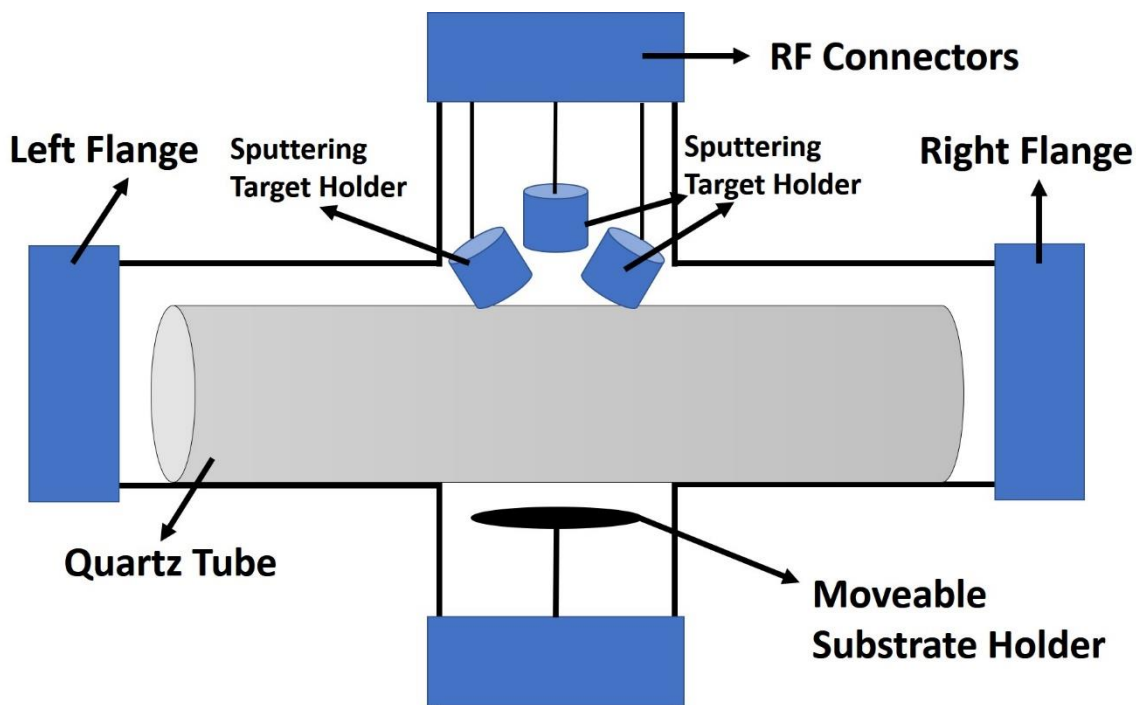 RF Connectors
Left Flange
Sputtering
Target Holder
Sputtering
Target Holder
Right Flange
Quartz Tube
Moveable
Substrate Holder